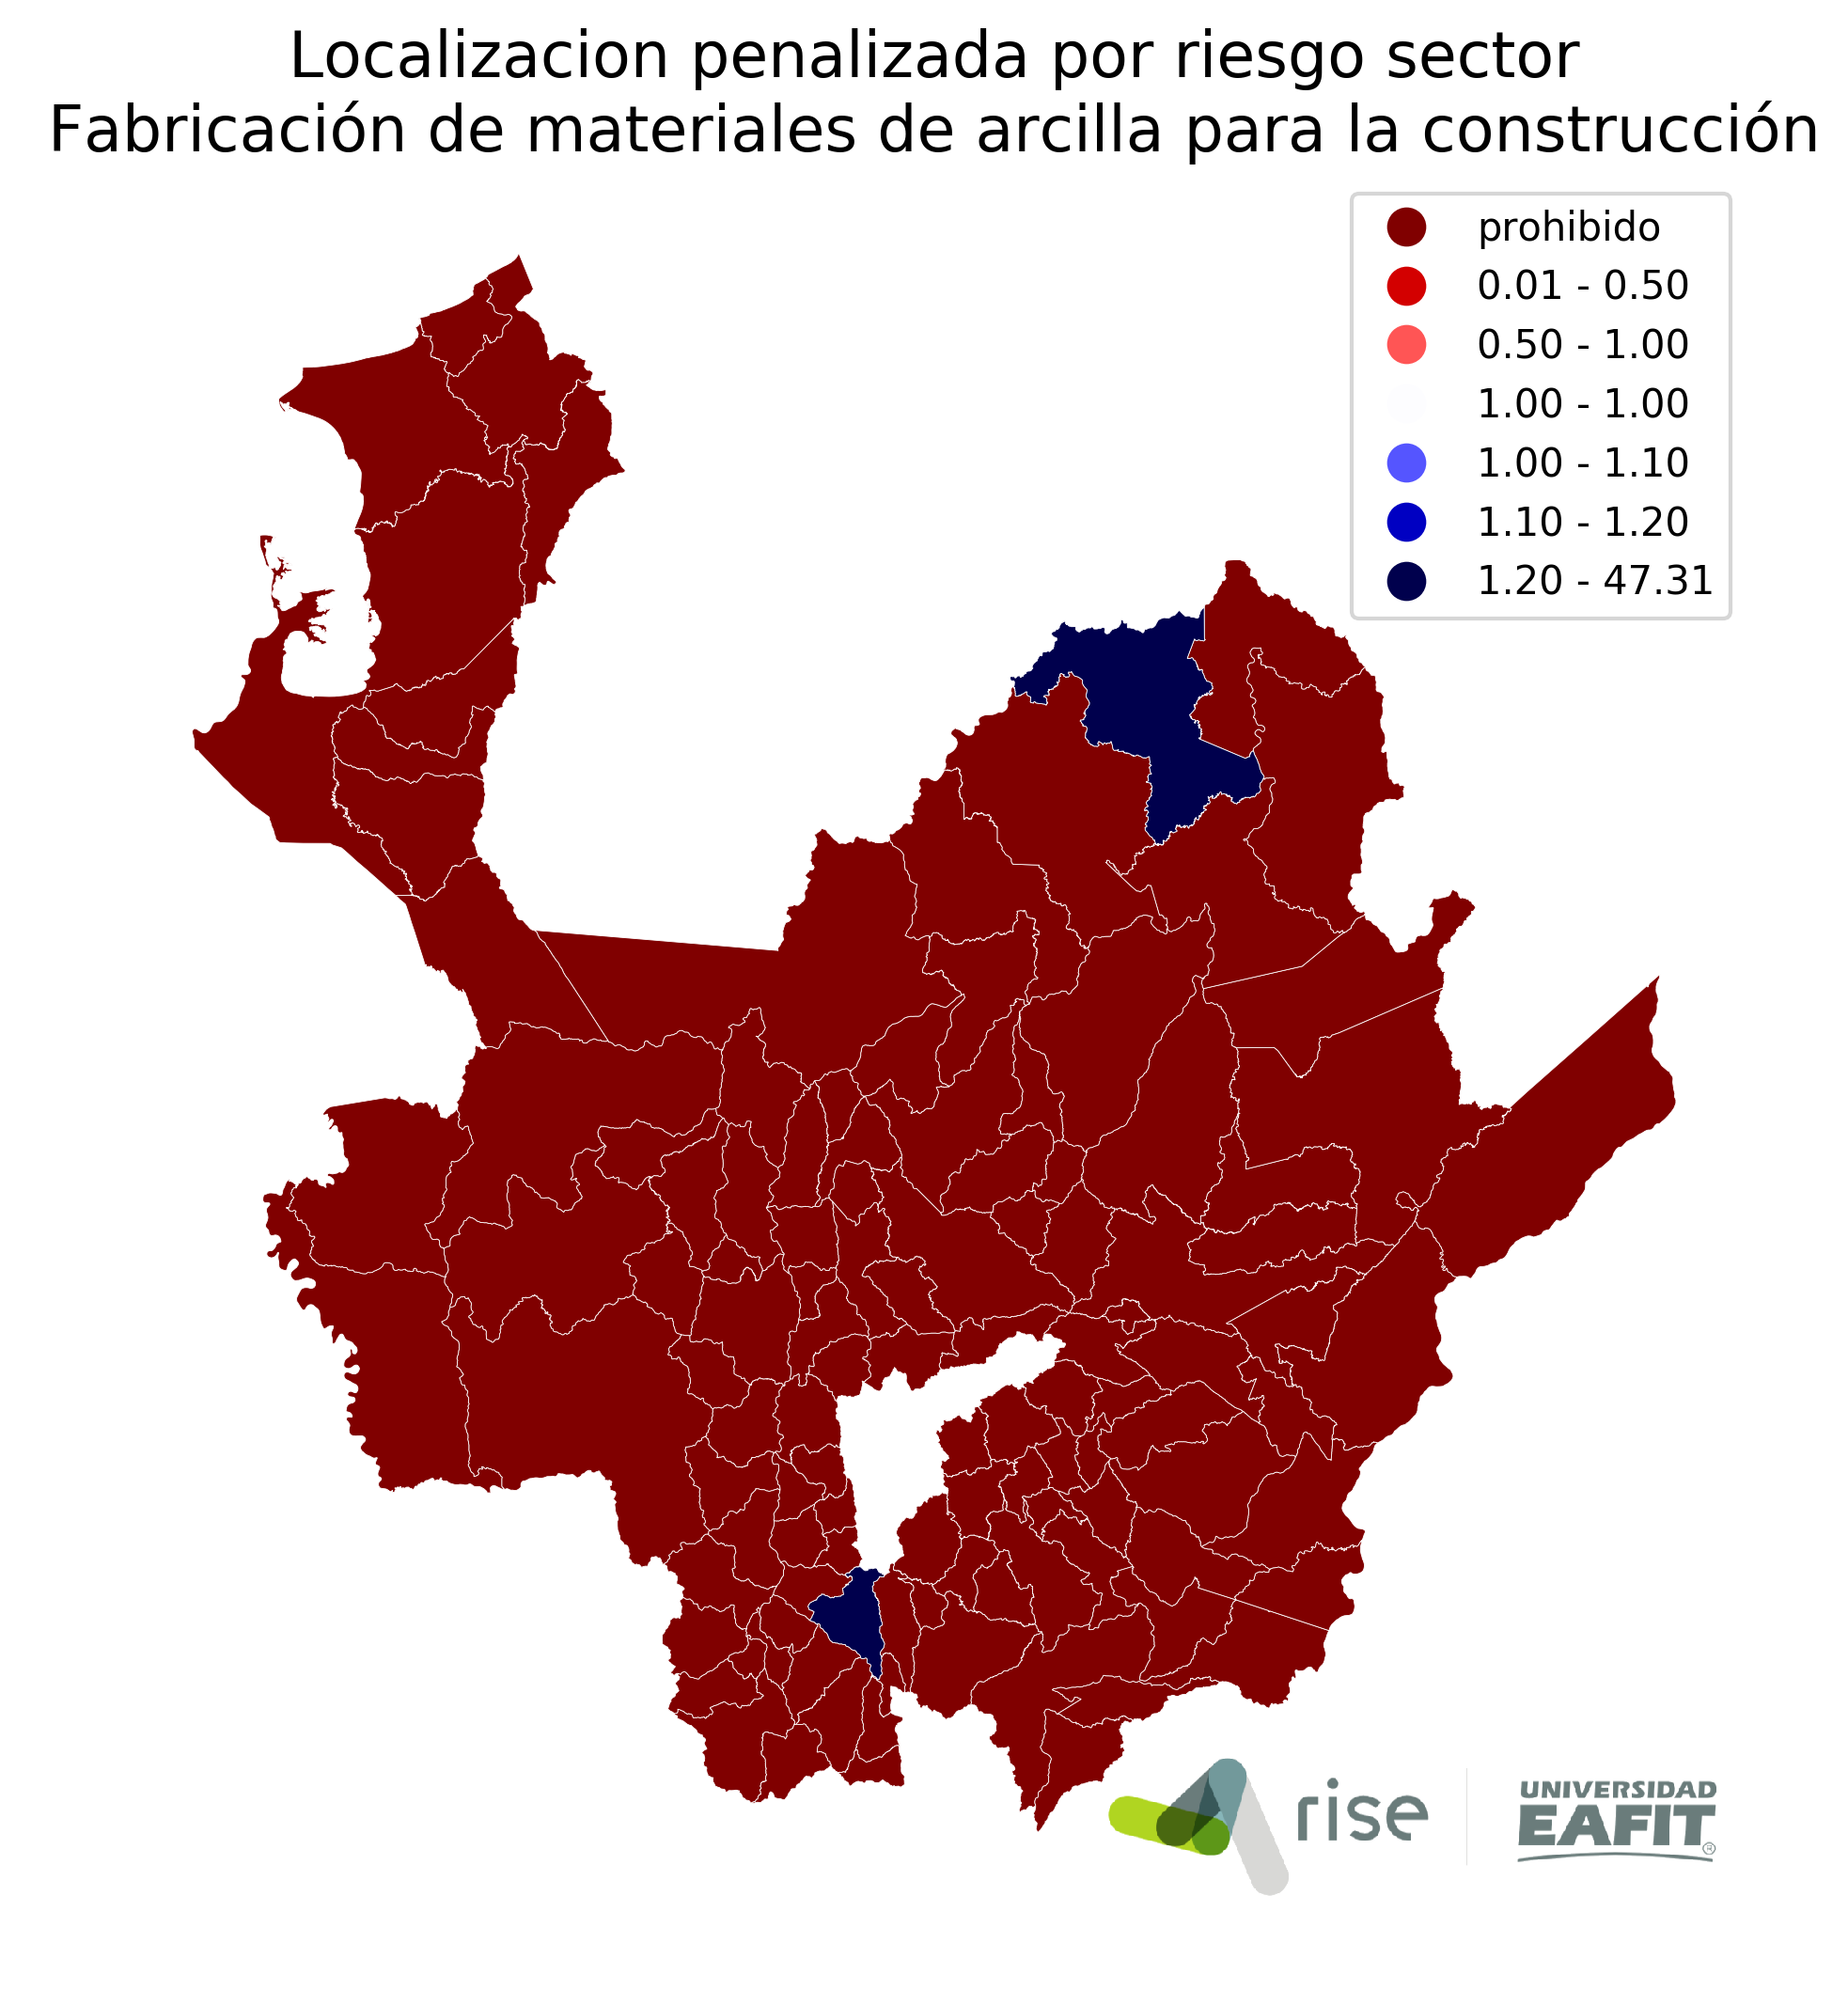 Localizacion penalizada por riesgo sector
Fabricación de materiales de arcilla para la construcción
prohibido
0.01 - 0.50
0.50 - 1.00
1.00 - 1.00
1.00 - 1.10
1.10 - 1.20
1.20 - 47.31
rise
UNIVERSIDAD
EAFIT®